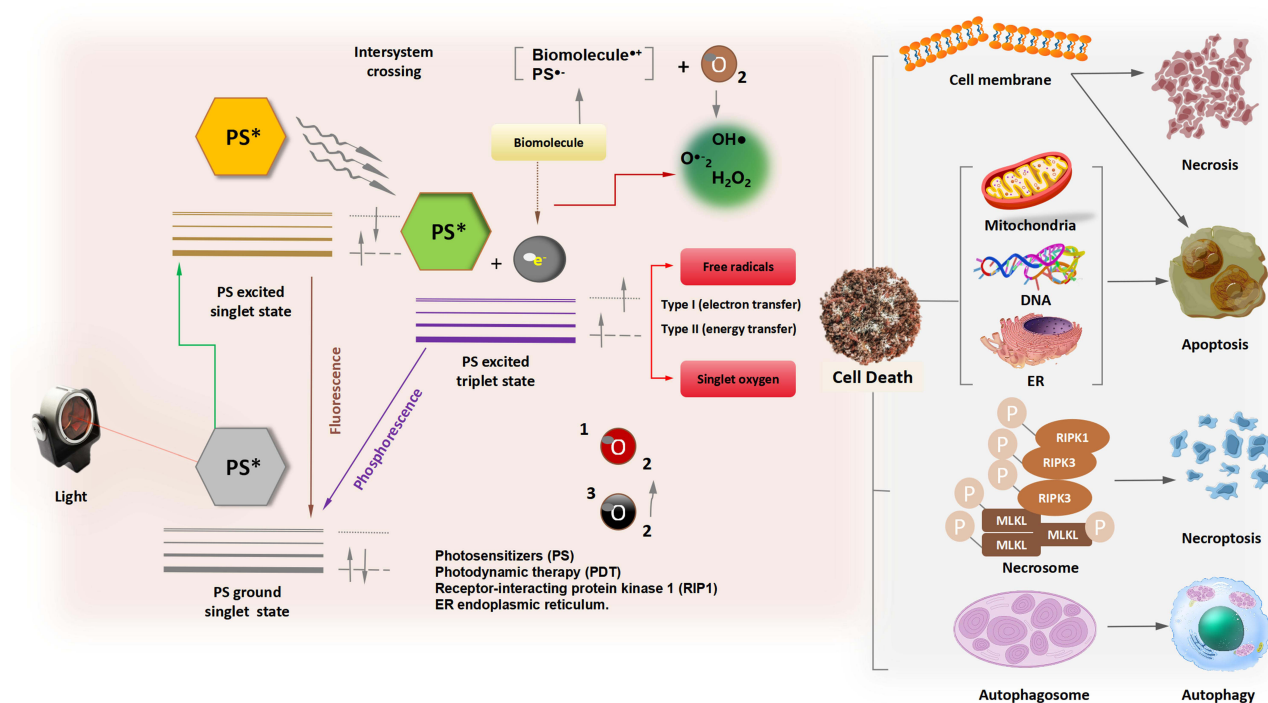 Intersystem
crossing
Biomolecule•+
PS•-
+
O 2
PS*
Biomolecule
OH•
O•-2
H2O2
PS*
+
e-
PS excited
singlet state
Free radicals
Type I (electron transfer)
Type II (energy transfer)
Singlet oxygen
PS excited
triplet state
Fluorescence
Phosphorescence
PS*
Light
1 O 2
3 O 2
PS ground
singlet state
Photosensitizers (PS)
Photodynamic therapy (PDT)
Receptor-interacting protein kinase 1 (RIP1)
ER endoplasmic reticulum.
Cell Death
Cell membrane
Necrosis
Mitochondria
DNA
ER
Apoptosis
P
P
P
P
P
P
RIPK1
RIPK3
RIPK3
MLKL
MLKL
MLKL
Necrosome
Necroptosis
Autophagosome
Autophagy